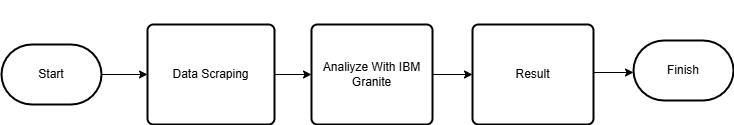 Start
Data Scraping
Analiyze With IBM
Granite
Result
Finish